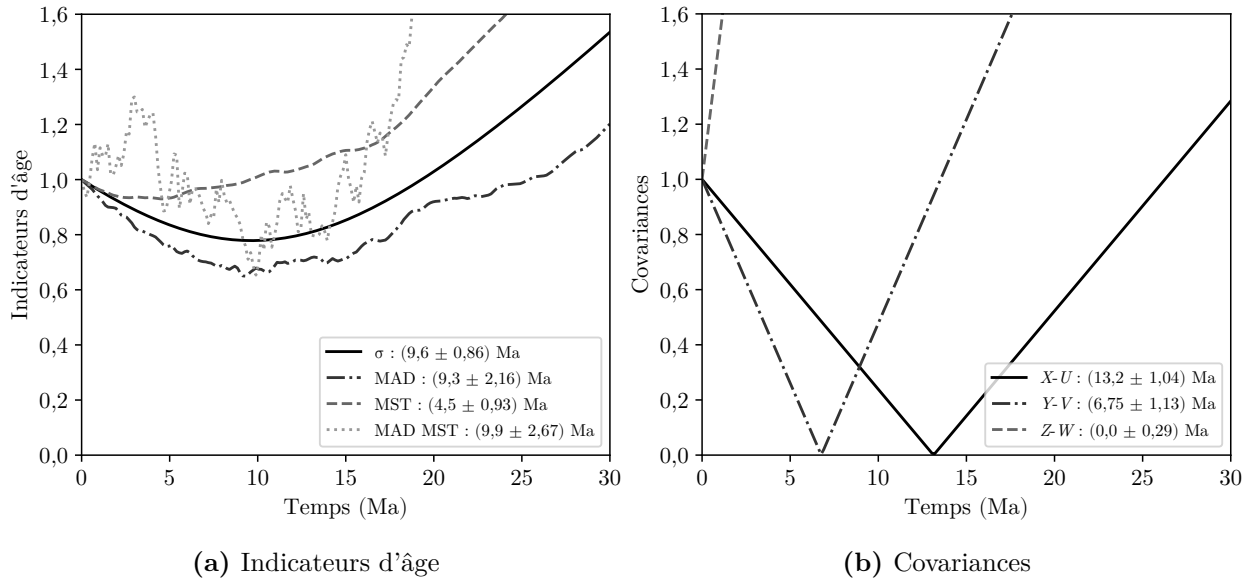 1,6
1,4
1,2
1,0
0,8
0,6
0,4
0,2
0,0
Indicateurs d'âge
σ : (9,6 ± 0,86) Ma
MAD : (9,3 ± 2,16) Ma
MST : (4,5 ± 0,93) Ma
MAD MST : (9,9 ± 2,67) Ma
0 5 10 15 20 25 30
Temps (Ma)
(a) Indicateurs d'âge
1,6
1,4
1,2
1,0
0,8
0,6
0,4
0,2
0,0
Covariances
X-U : (13,2 ± 1,04) Ma
Y-V : (6,75 ± 1,13) Ma
Z-W : (0,0 ± 0,29) Ma
0 5 10 15 20 25 30
Temps (Ma)
(b) Covariances